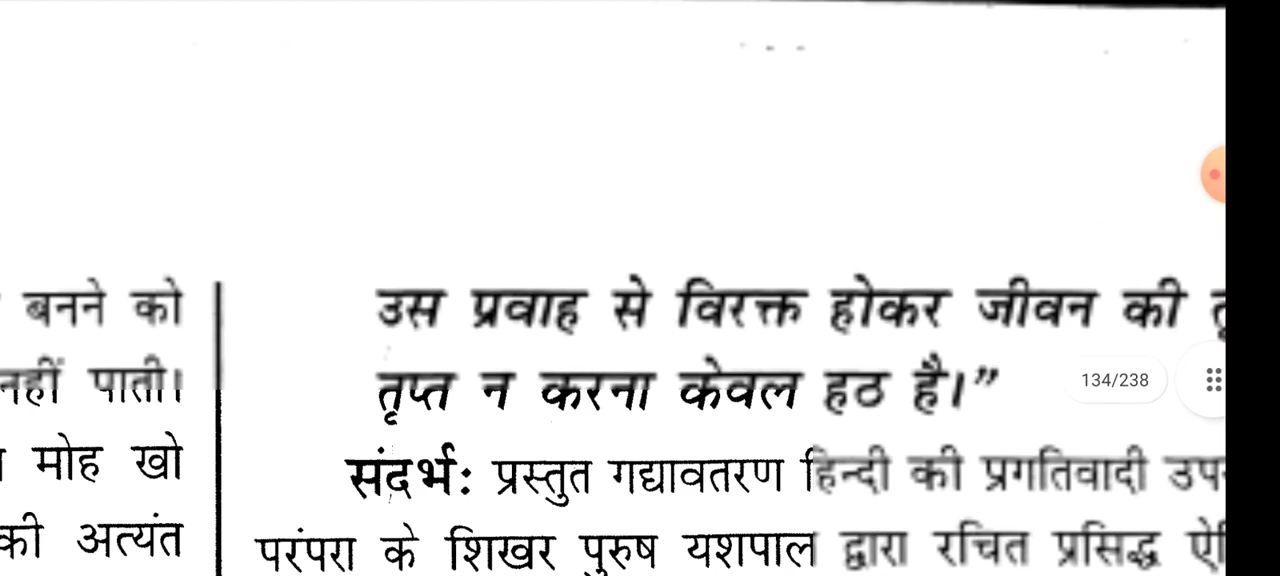 बनने को
नहीं पाती।
मोह खो
की अत्यंत
उस प्रवाह से विरक्त होकर जीवन की
तृप्त न करना केवल हठ है।”
134/238
संदर्भः प्रस्तुत गद्यावतरण हिन्दी की प्रगतिवादी
परंपरा के शिखर पुरुष यशपाल द्वारा रचित प्रसिद्ध